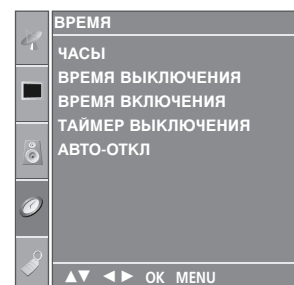 ВРЕМЯ
ЧАСЫ
ВРЕМЯ ВЫКЛЮЧЕНИЯ
ВРЕМЯ ВКЛЮЧЕНИЯ
ТАЙМЕР ВЫКЛЮЧЕНИЯ
АВТО-ОТКЛ
▲▼ ◄► OK MENU